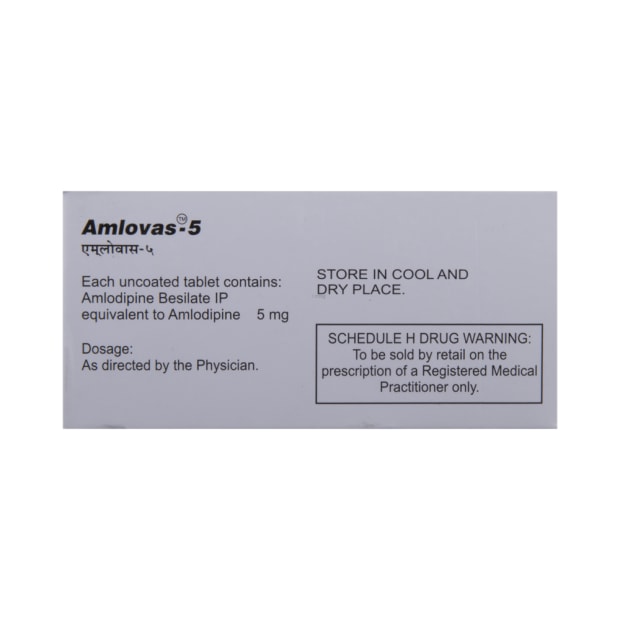 Amlovas™-5
एम्लोवास-५
Each uncoated tablet contains:
Amlodipine Besilate IP
equivalent to Amlodipine 5 mg
Dosage:
As directed by the Physician.
STORE IN COOL AND
DRY PLACE.
SCHEDULE H DRUG WARNING:
To be sold by retail on the
prescription of a Registered Medical
Practitioner only.